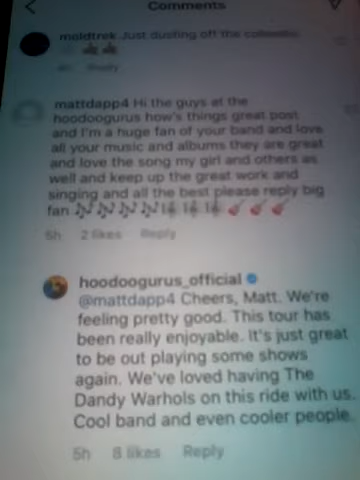 Comments
moldtrek Just dusting off the
Reply
mattdapp4 Hi the guys at the
hoodoogurus how's things great post
and I'm a huge fan of your band and love
all your music and albums they are great
and love the song my girl and others as
well and keep up the great work and
singing and all the best please reply big
fan 🎶🎶🎶🎶🎼🎼🎼🎸🎸🎸
5h 2 likes Reply
hoodoogurus_official
@mattdapp4 Cheers, Matt. We're
feeling pretty good. This tour has
been really enjoyable. It's just great
to be out playing some shows
again. We've loved having The
Dandy Warhols on this ride with us.
Cool band and even cooler people.
5h 8 likes Reply